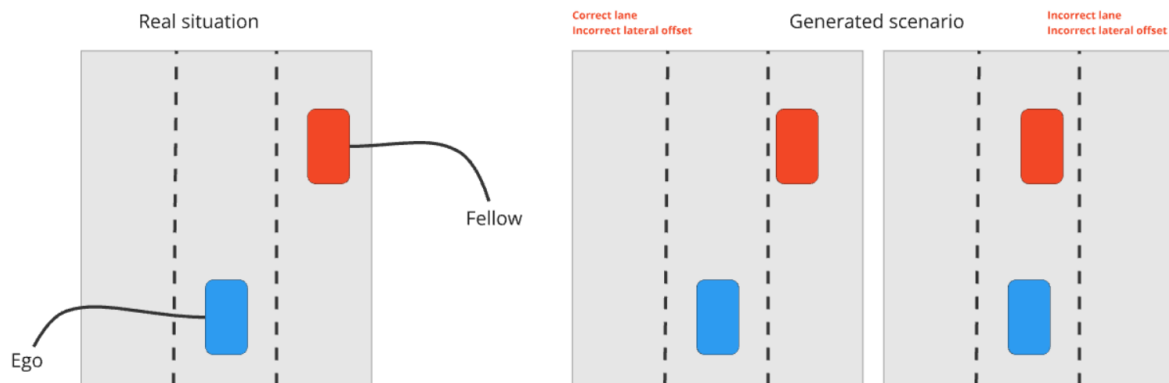 Real situation
Correct lane
Incorrect lateral offset
Generated scenario
Incorrect lane
Incorrect lateral offset
Fellow
Ego